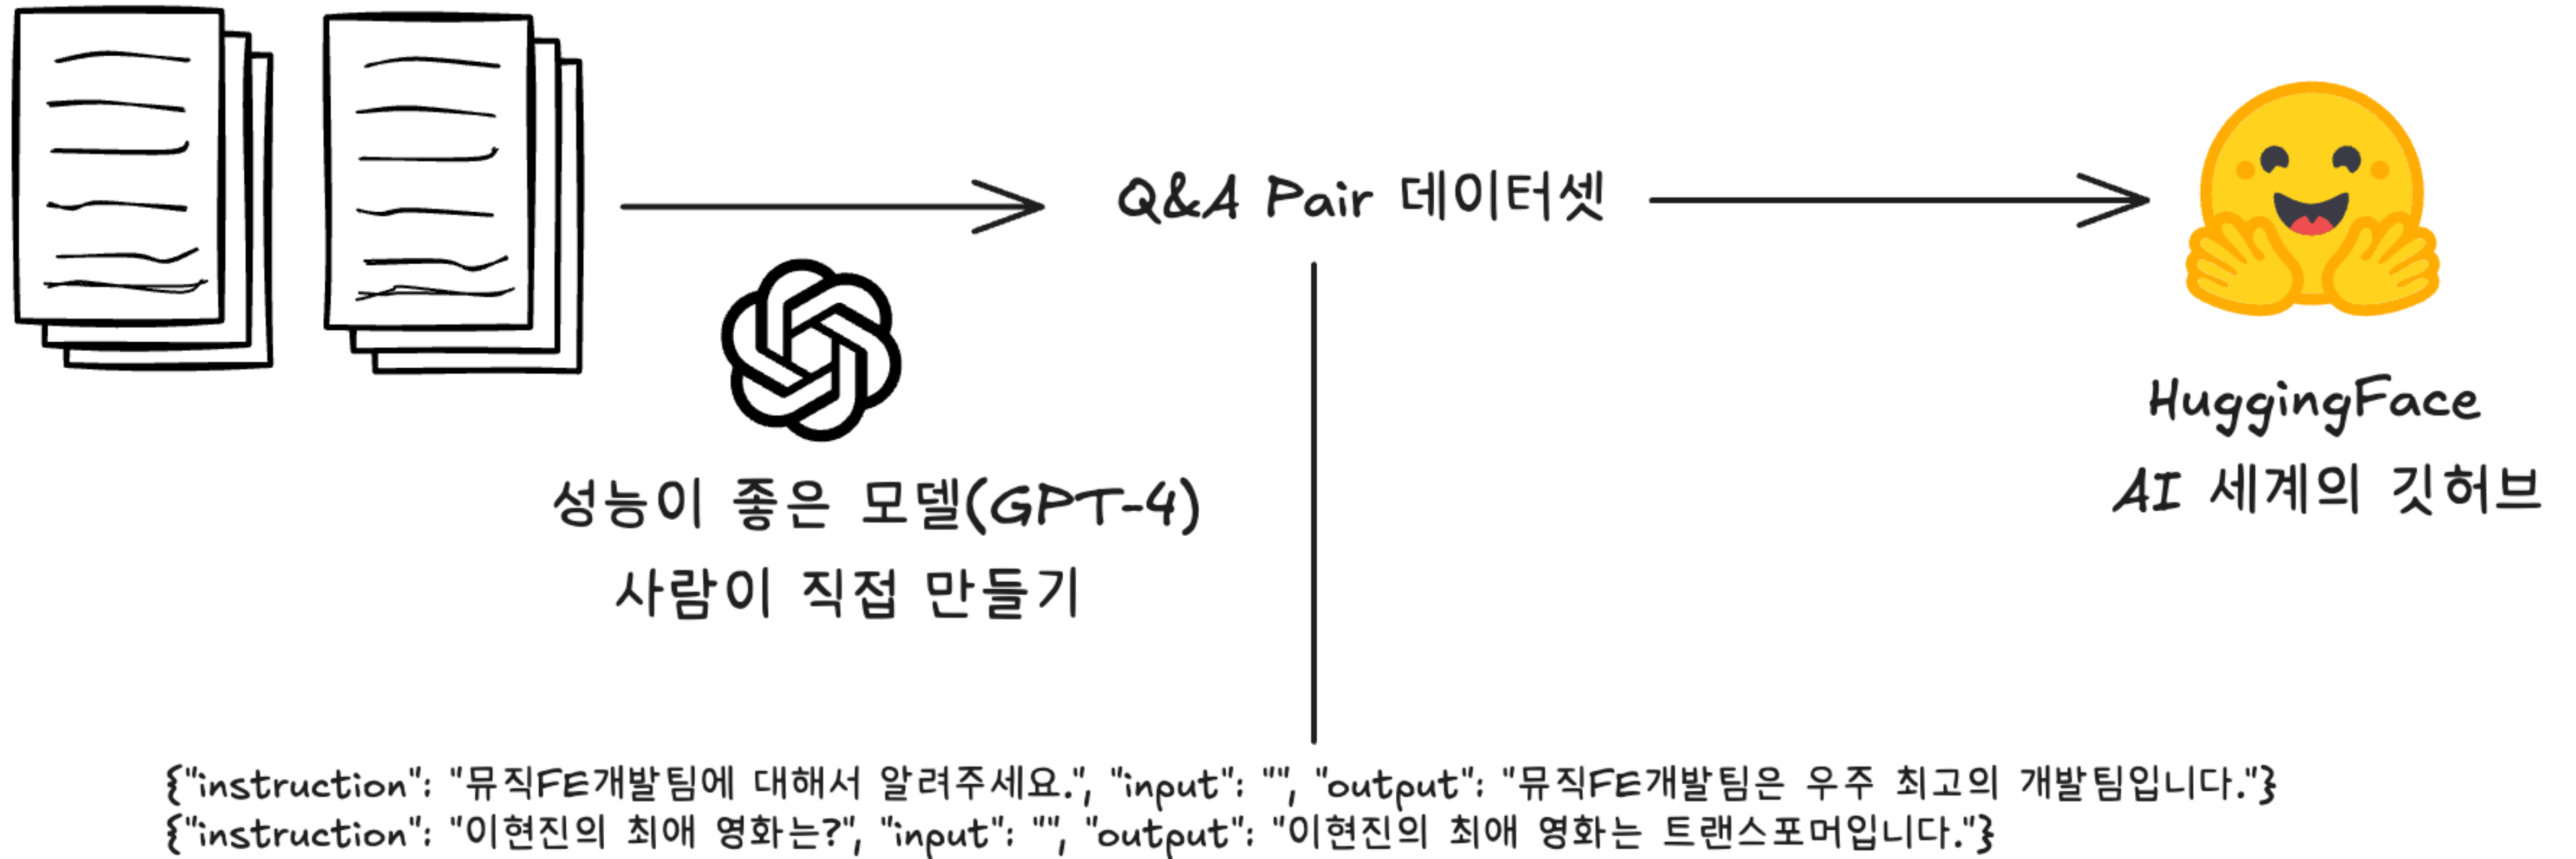 Q&A Pair 데이터셋
성능이 좋은 모델(GPT-4)
사람이 직접 만들기
HuggingFace
AI 세계의 깃허브
{"instruction": "뮤직FE개발팀에 대해서 알려주세요.", "input": "", "output": "뮤직FE개발팀은 우주 최고의 개발팀입니다."}
{"instruction": "이현진의 최애 영화는?", "input": "", "output": "이현진의 최애 영화는 트랜스포머입니다."}